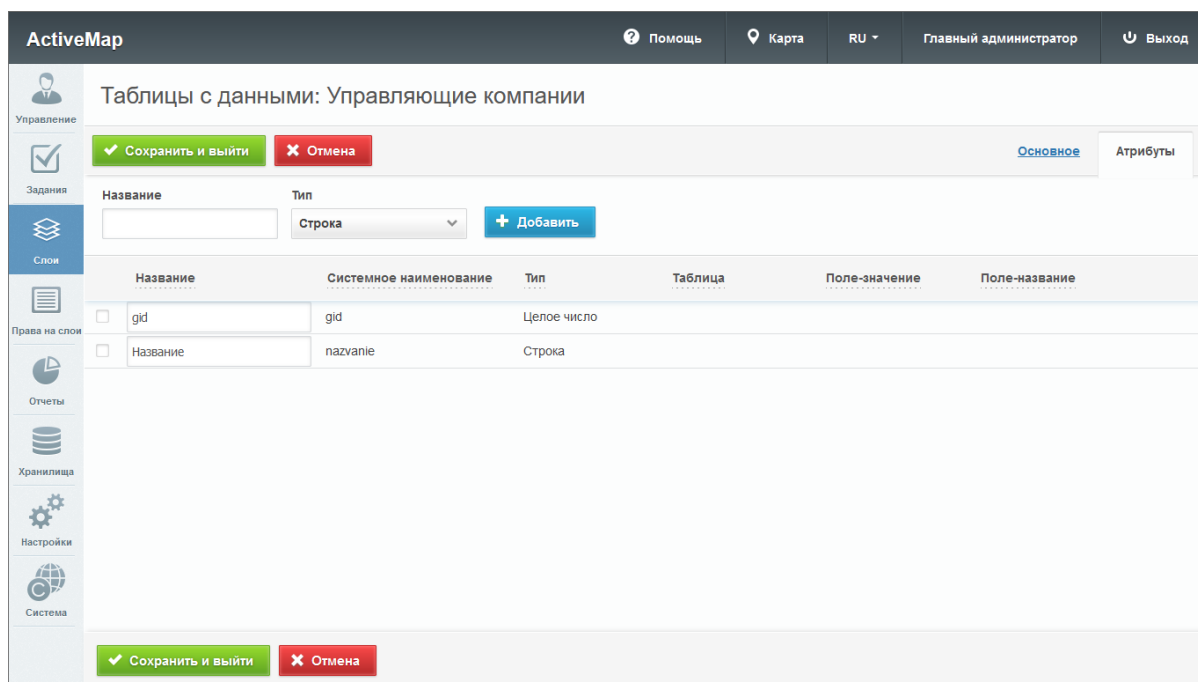 ActiveMap
Помощь Карта RU Главный администратор Выход
Управление
Задания
Слои
Права на слои
Отчеты
Хранилища
Настройки
Система
Таблицы с данными: Управляющие компании
Сохранить и выйти Отмена Основное Атрибуты
Название Тип
Строка Добавить
Название Системное наименование Тип Таблица Поле-значение Поле-название
gid gid Целое число
Название nazvanie Строка
Сохранить и выйти Отмена